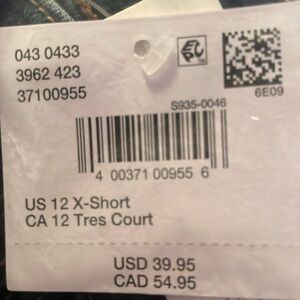 043 0433
3962 423
37100955
6E09
S935-0046
4 00371 00955 6
US 12 X-Short
CA 12 Tres Court
USD 39.95
CAD 54.95